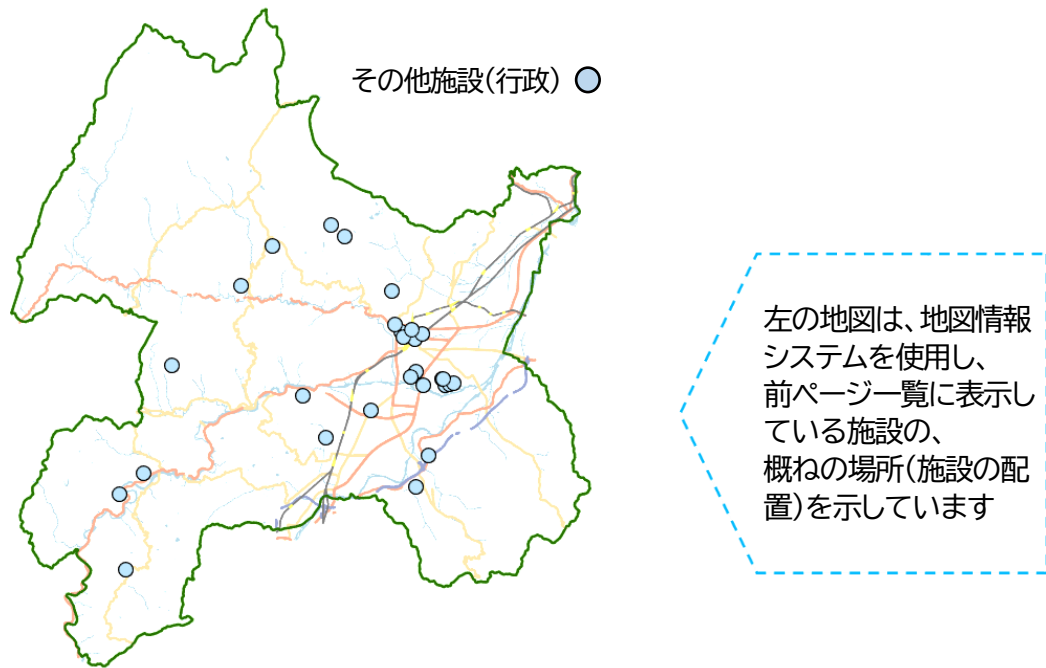 その他施設(行政)
左の地図は、地図情報
システムを使用し、
前ページ一覧に表示し
ている施設の、
概ねの場所(施設の配
置)を示しています